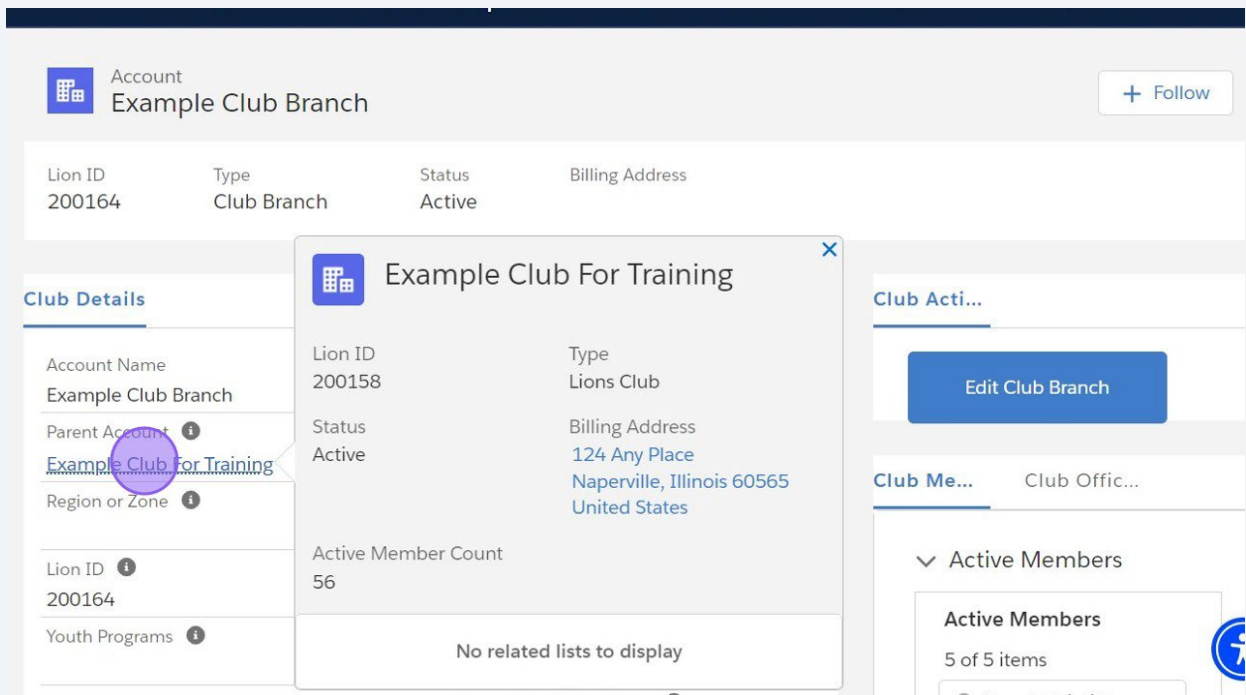 Account
Example Club Branch
+ Follow
Lion ID
200164
Type
Club Branch
Status
Active
Billing Address
Club Details
Account Name
Example Club Branch
Parent Account
Example Club For Training
Region or Zone
Lion ID
200164
Youth Programs
Example Club For Training
Lion ID
200158
Type
Lions Club
Status
Active
Billing Address
124 Any Place
Naperville, Illinois 60565
United States
Active Member Count
56
No related lists to display
Club Acti...
Edit Club Branch
Club Me...
Club Offic...
Active Members
Active Members
5 of 5 items